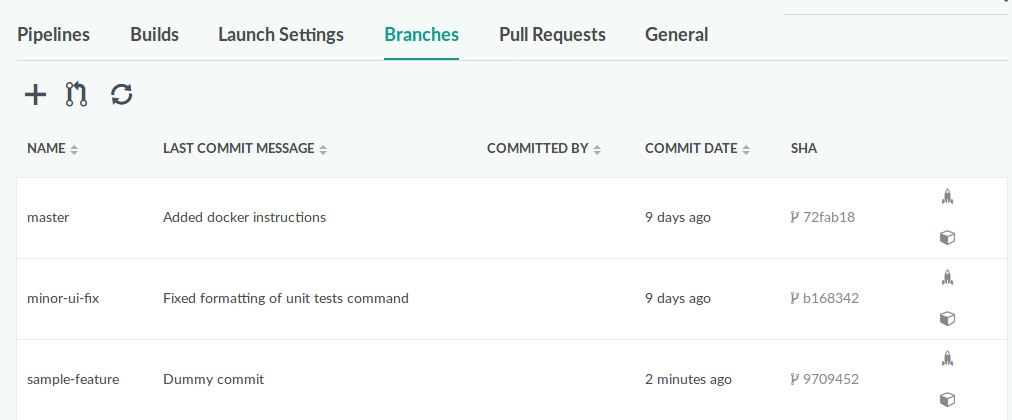 Pipelines Builds Launch Settings Branches Pull Requests General
NAME LAST COMMIT MESSAGE COMMITTED BY COMMIT DATE SHA
master Added docker instructions 9 days ago 72fab18
minor-ui-fix Fixed formatting of unit tests command 9 days ago b168342
sample-feature Dummy commit 2 minutes ago 9709452